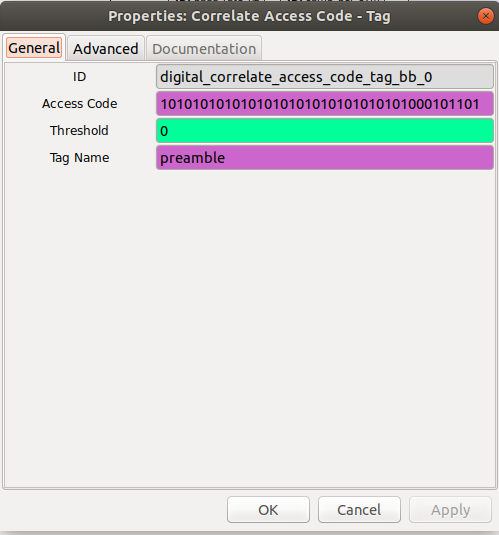 Properties: Correlate Access Code - Tag
General Advanced Documentation
ID digital_correlate_access_code_tag_bb_0
Access Code 10101010101010101010101010101010101000101101
Threshold 0
Tag Name preamble
OK Cancel Apply